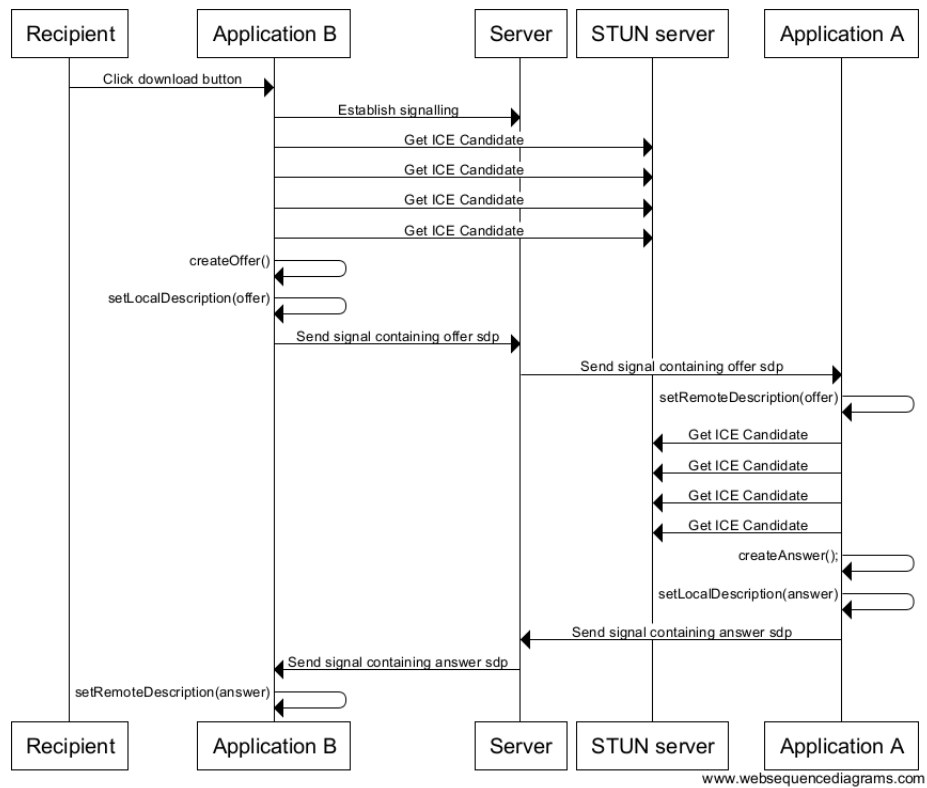 Recipient
Application B
Server
STUN server
Application A
Click download button
Establish signalling
Get ICE Candidate
Get ICE Candidate
Get ICE Candidate
Get ICE Candidate
createOffer()
setLocalDescription(offer)
Send signal containing offer sdp
Send signal containing offer sdp
setRemoteDescription(offer)
Get ICE Candidate
Get ICE Candidate
Get ICE Candidate
Get ICE Candidate
createAnswer();
setLocalDescription(answer)
Send signal containing answer sdp
Send signal containing answer sdp
setRemoteDescription(answer)
Recipient
Application B
Server
STUN server
Application A
www.websequencediagrams.com